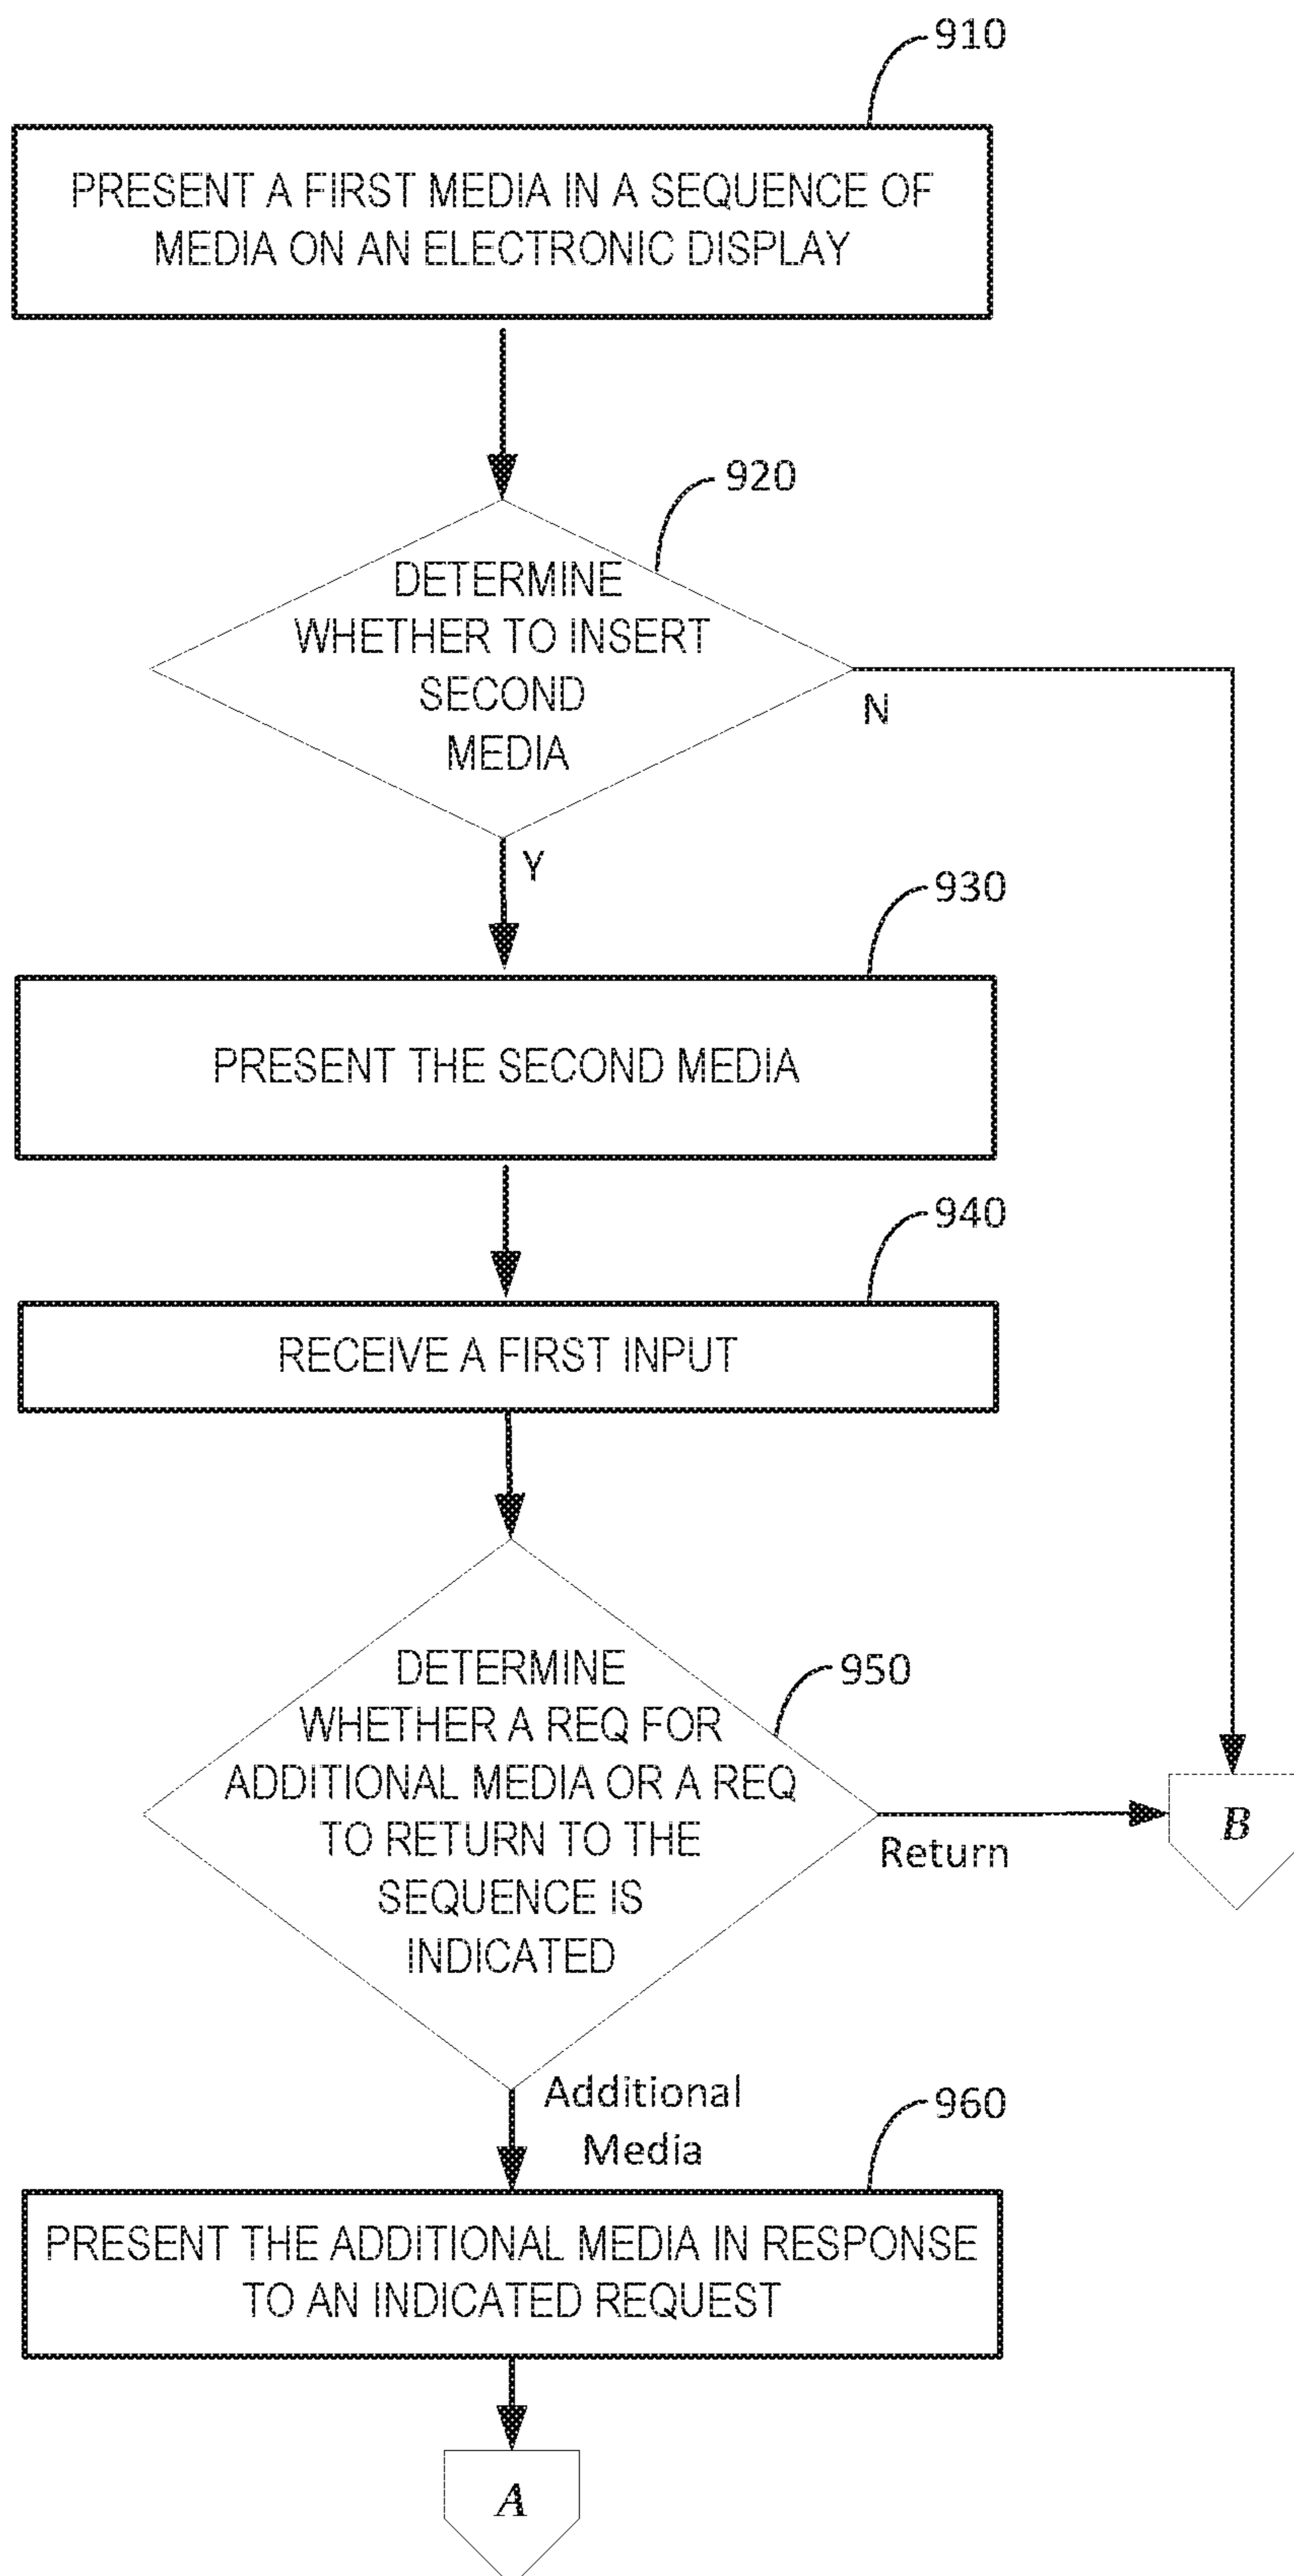 910
PRESENT A FIRST MEDIA IN A SEQUENCE OF
MEDIA ON AN ELECTRONIC DISPLAY
920
DETERMINE
WHETHER TO INSERT
SECOND
MEDIA
N
Y
930
PRESENT THE SECOND MEDIA
940
RECEIVE A FIRST INPUT
950
DETERMINE
WHETHER A REQ FOR
ADDITIONAL MEDIA OR A REQ
TO RETURN TO THE
SEQUENCE IS
INDICATED
Return
B
Additional
Media
960
PRESENT THE ADDITIONAL MEDIA IN RESPONSE
TO AN INDICATED REQUEST
A